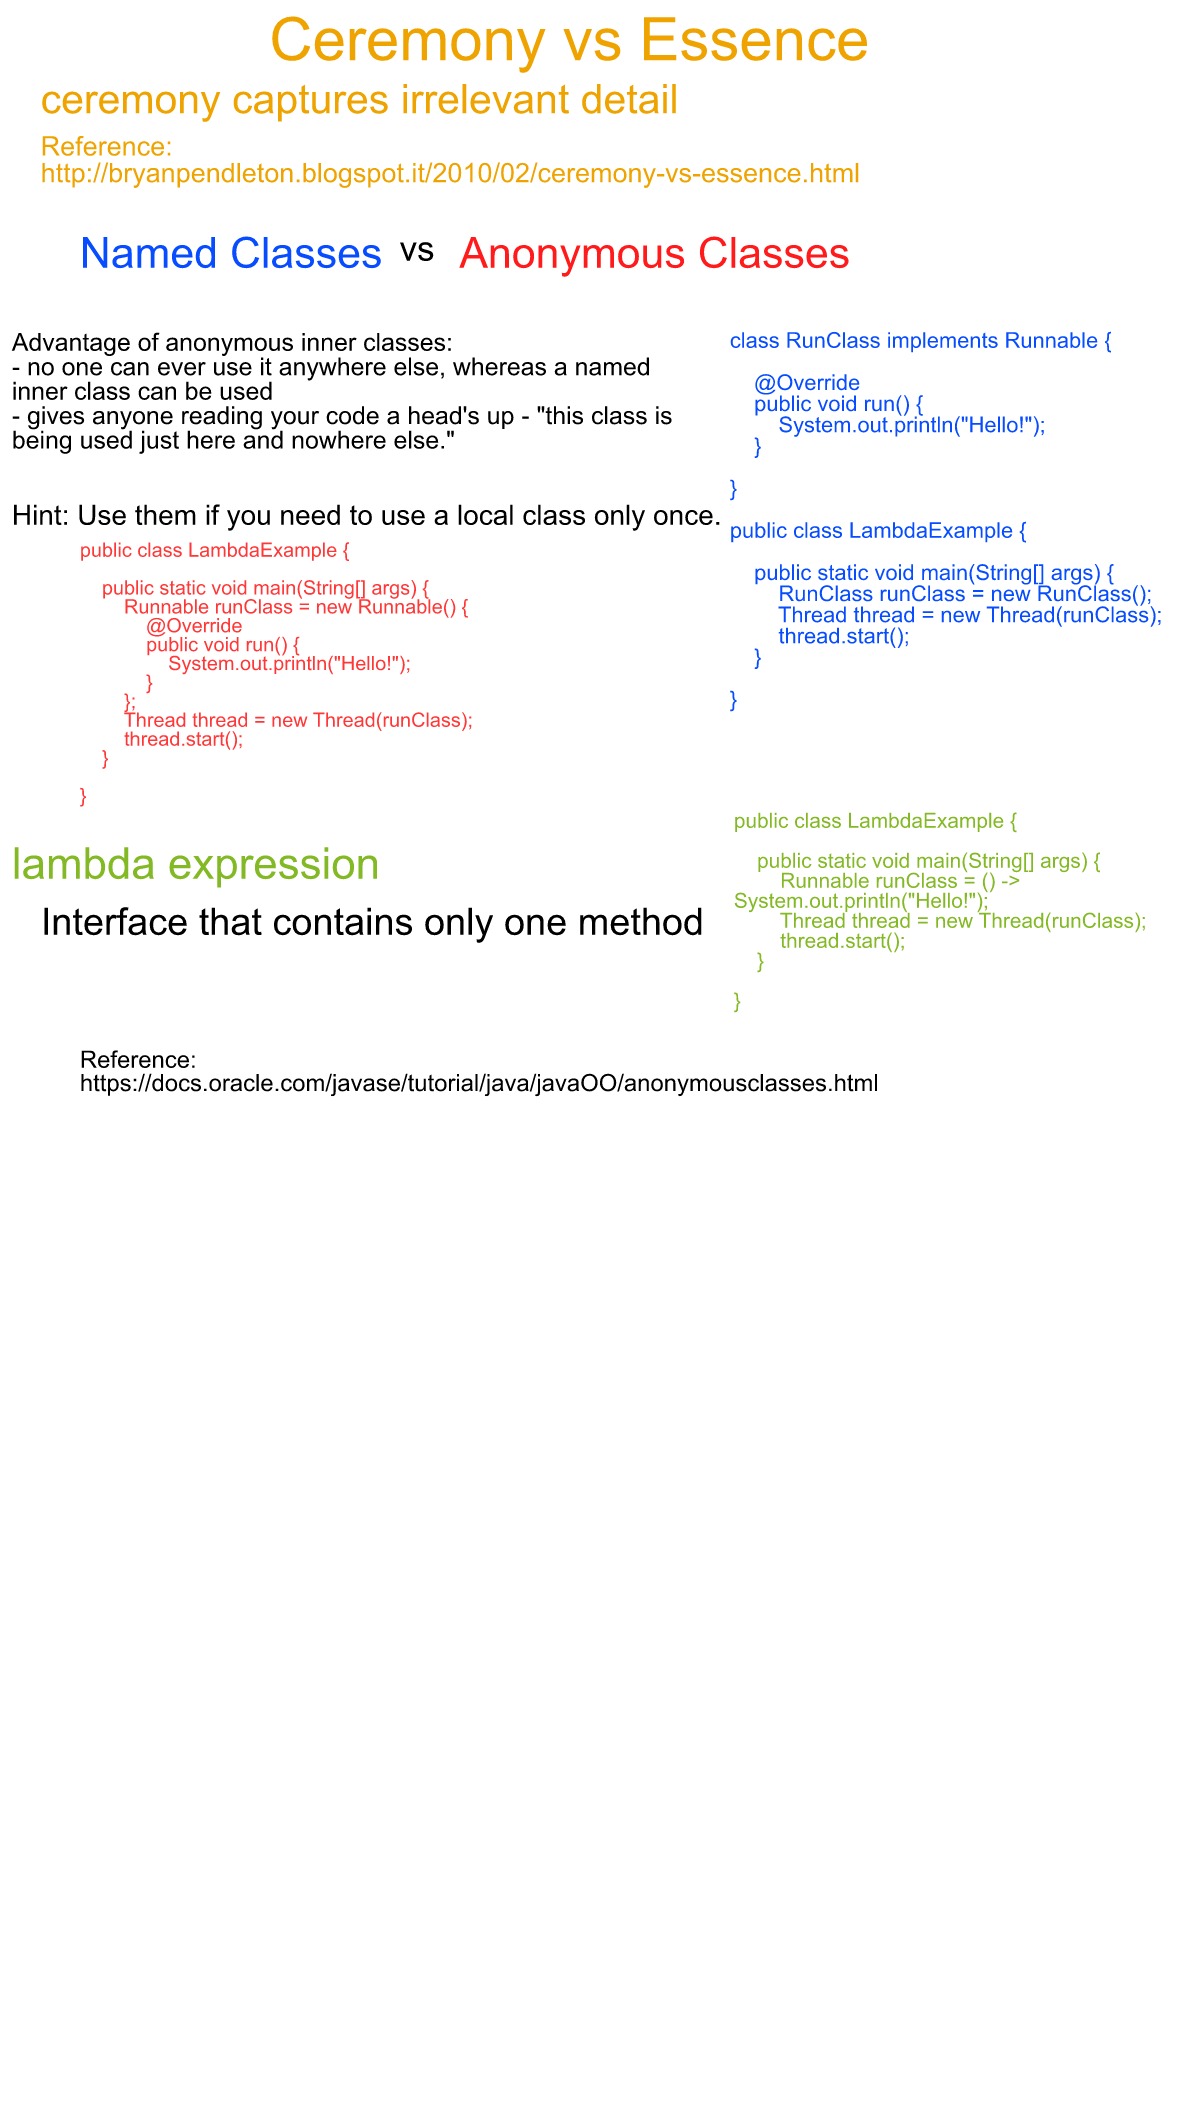 Ceremony vs Essence
ceremony captures irrelevant detail
Reference:
http://bryanpendleton.blogspot.it/2010/02/ceremony-vs-essence.html
Named Classes vs Anonymous Classes
Advantage of anonymous inner classes:
- no one can ever use it anywhere else, whereas a named
inner class can be used
- gives anyone reading your code a head's up - "this class is
being used just here and nowhere else."
Hint: Use them if you need to use a local class only once.
public class LambdaExample {
public static void main(String[] args) {
Runnable runClass = new Runnable() {
@Override
public void run() {
System.out.println("Hello!");
}
};
Thread thread = new Thread(runClass);
thread.start();
}
}
class RunClass implements Runnable {
@Override
public void run() {
System.out.println("Hello!");
}
}
public class LambdaExample {
public static void main(String[] args) {
RunClass runClass = new RunClass();
Thread thread = new Thread(runClass);
thread.start();
}
}
lambda expression
Interface that contains only one method
public class LambdaExample {
public static void main(String[] args) {
Runnable runClass = () ->
System.out.println("Hello!");
Thread thread = new Thread(runClass);
thread.start();
}
}
Reference:
https://docs.oracle.com/javase/tutorial/java/javaOO/anonymousclasses.html